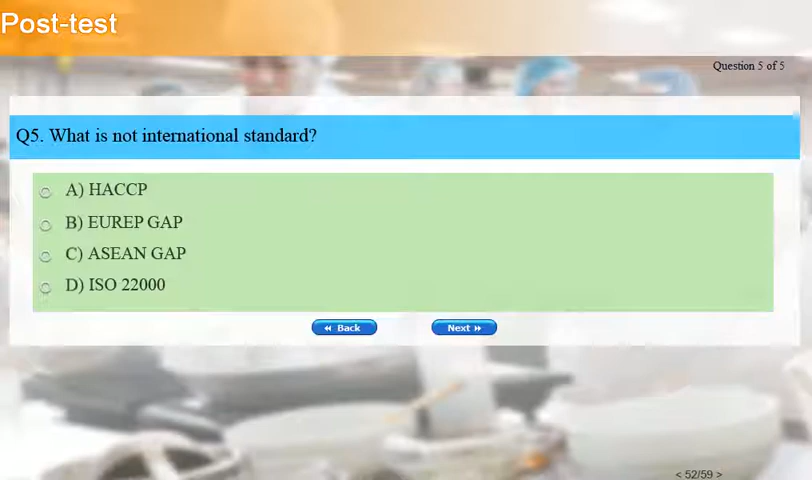 Post-test
Question 5 of 5
Q5. What is not international standard?
A) HACCP
B) EUREP GAP
C) ASEAN GAP
D) ISO 22000
Back
Next
< 52/59 >